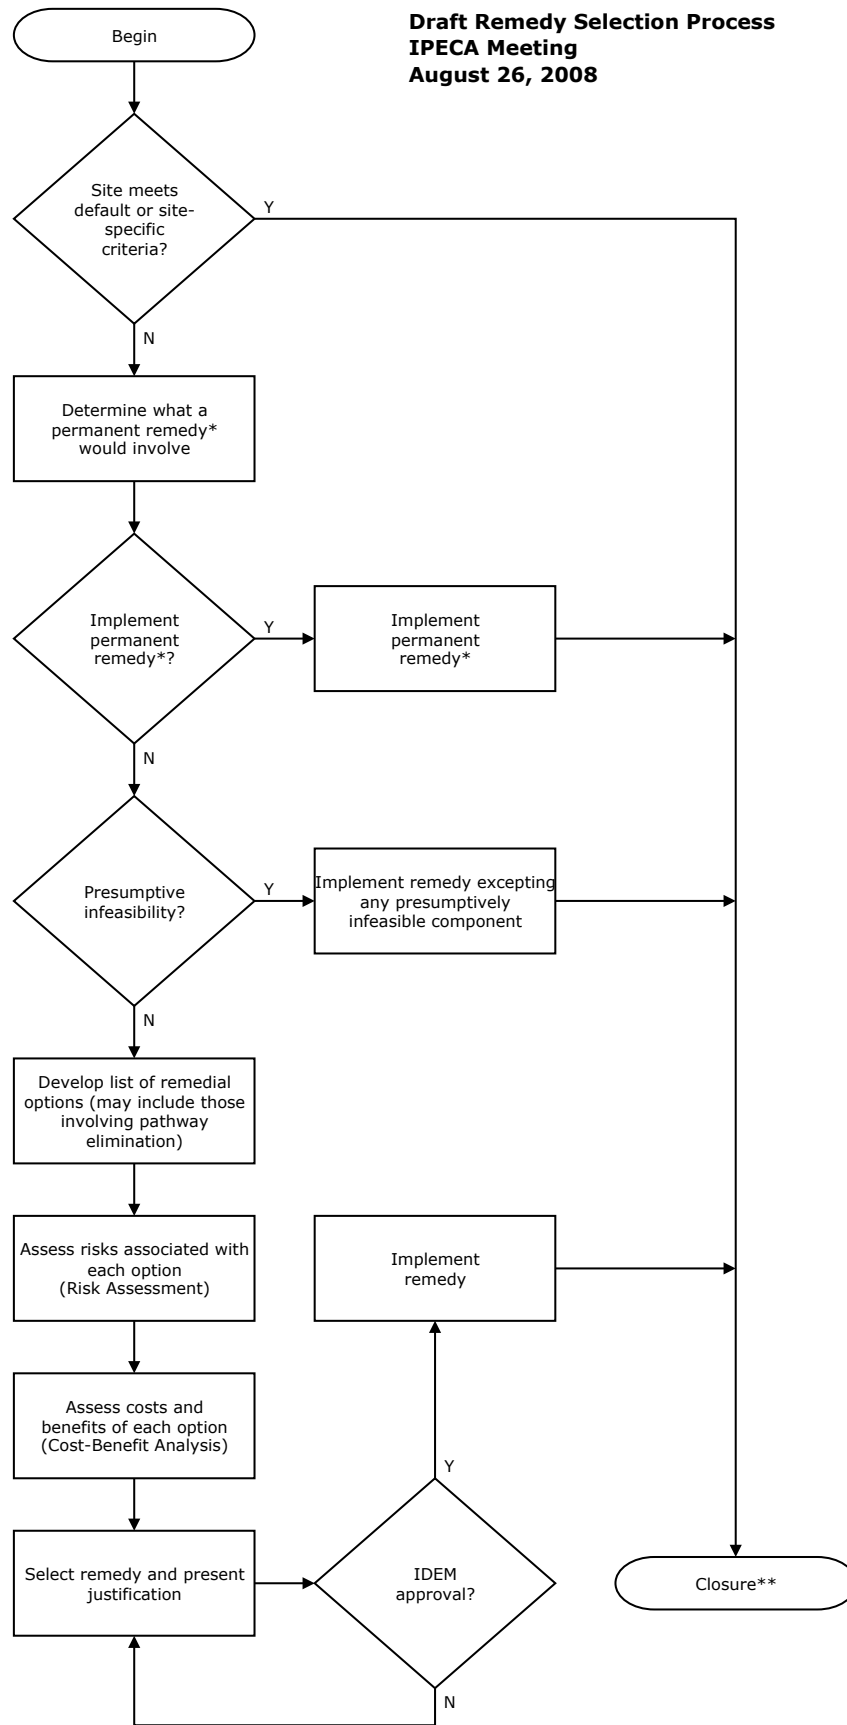 Draft Remedy Selection Process
IPECA Meeting
August 26, 2008
Begin
Site meets
default or site-
specific
criteria?
Y
N
Determine what a
permanent remedy*
would involve
Implement
permanent
remedy*?
Y
Implement
permanent
remedy*
N
Presumptive
infeasibility?
Y
Implement remedy excepting
any presumptively
infeasible component
N
Develop list of remedial
options (may include those
involving pathway
elimination)
Assess risks associated with
each option
(Risk Assessment)
Implement
remedy
Assess costs and
benefits of each option
(Cost-Benefit Analysis)
Y
Select remedy and present
justification
IDEM
approval?
Closure**
N